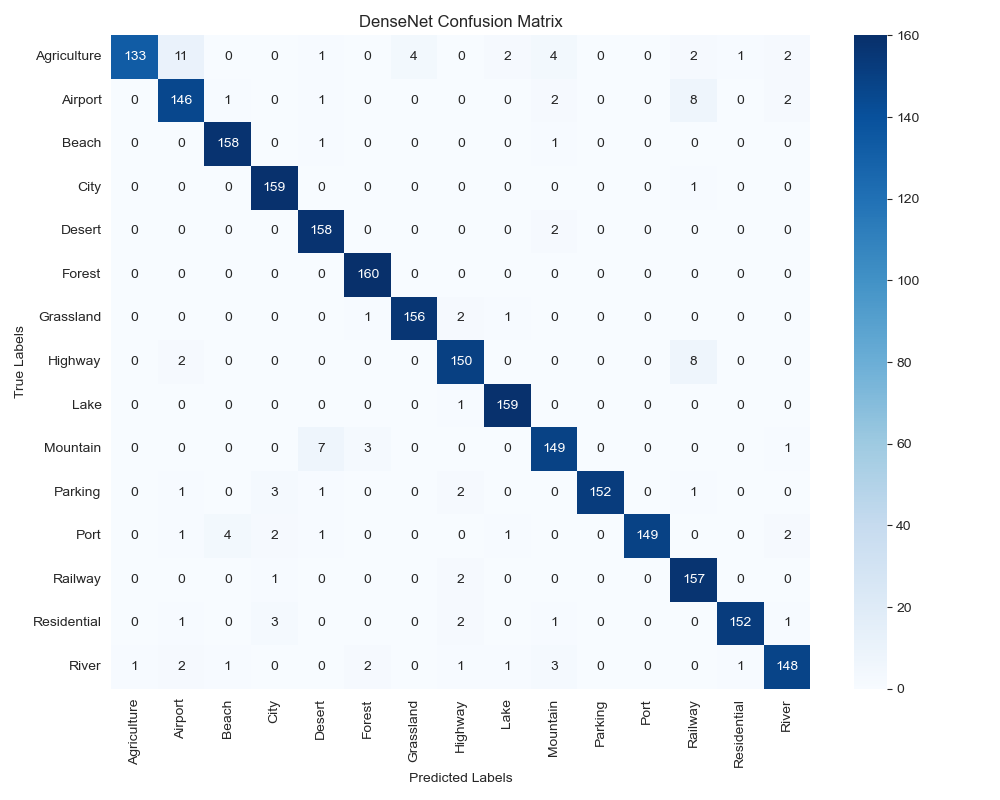 DenseNet Confusion Matrix
True Labels
Agriculture 133 11 0 0 1 0 4 0 2 4 0 0 2 1 2
Airport 0 146 1 0 1 0 0 0 0 2 0 0 8 0 2
Beach 0 0 158 0 1 0 0 0 0 1 0 0 0 0 0
City 0 0 0 159 0 0 0 0 0 0 0 0 1 0 0
Desert 0 0 0 0 158 0 0 0 0 2 0 0 0 0 0
Forest 0 0 0 0 0 160 0 0 0 0 0 0 0 0 0
Grassland 0 0 0 0 0 1 156 2 1 0 0 0 0 0 0
Highway 0 2 0 0 0 0 0 150 0 0 0 0 8 0 0
Lake 0 0 0 0 0 0 0 1 159 0 0 0 0 0 0
Mountain 0 0 0 0 7 3 0 0 0 149 0 0 0 0 1
Parking 0 1 0 3 1 0 0 2 0 0 152 0 1 0 0
Port 0 1 4 2 1 0 0 0 1 0 0 149 0 0 2
Railway 0 0 0 1 0 0 0 2 0 0 0 0 157 0 0
Residential 0 1 0 3 0 0 0 2 0 1 0 0 0 152 1
River 1 2 1 0 0 2 0 1 1 3 0 0 0 1 148
Agriculture Airport Beach City Desert Forest Grassland Highway Lake Mountain Parking Port Railway Residential River
Predicted Labels
160
140
120
100
80
60
40
20
0